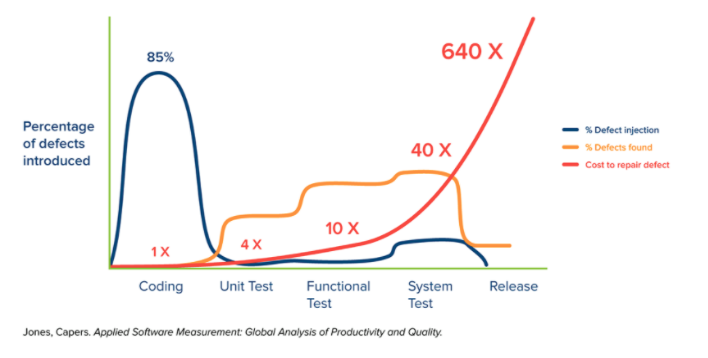 85%
640 X
Percentage
of defects
introduced
% Defect injection
% Defects found
Cost to repair defect
40 X
10 X
4 X
1 X
Coding
Unit Test
Functional
Test
System
Test
Release
Jones, Capers. Applied Software Measurement: Global Analysis of Productivity and Quality.